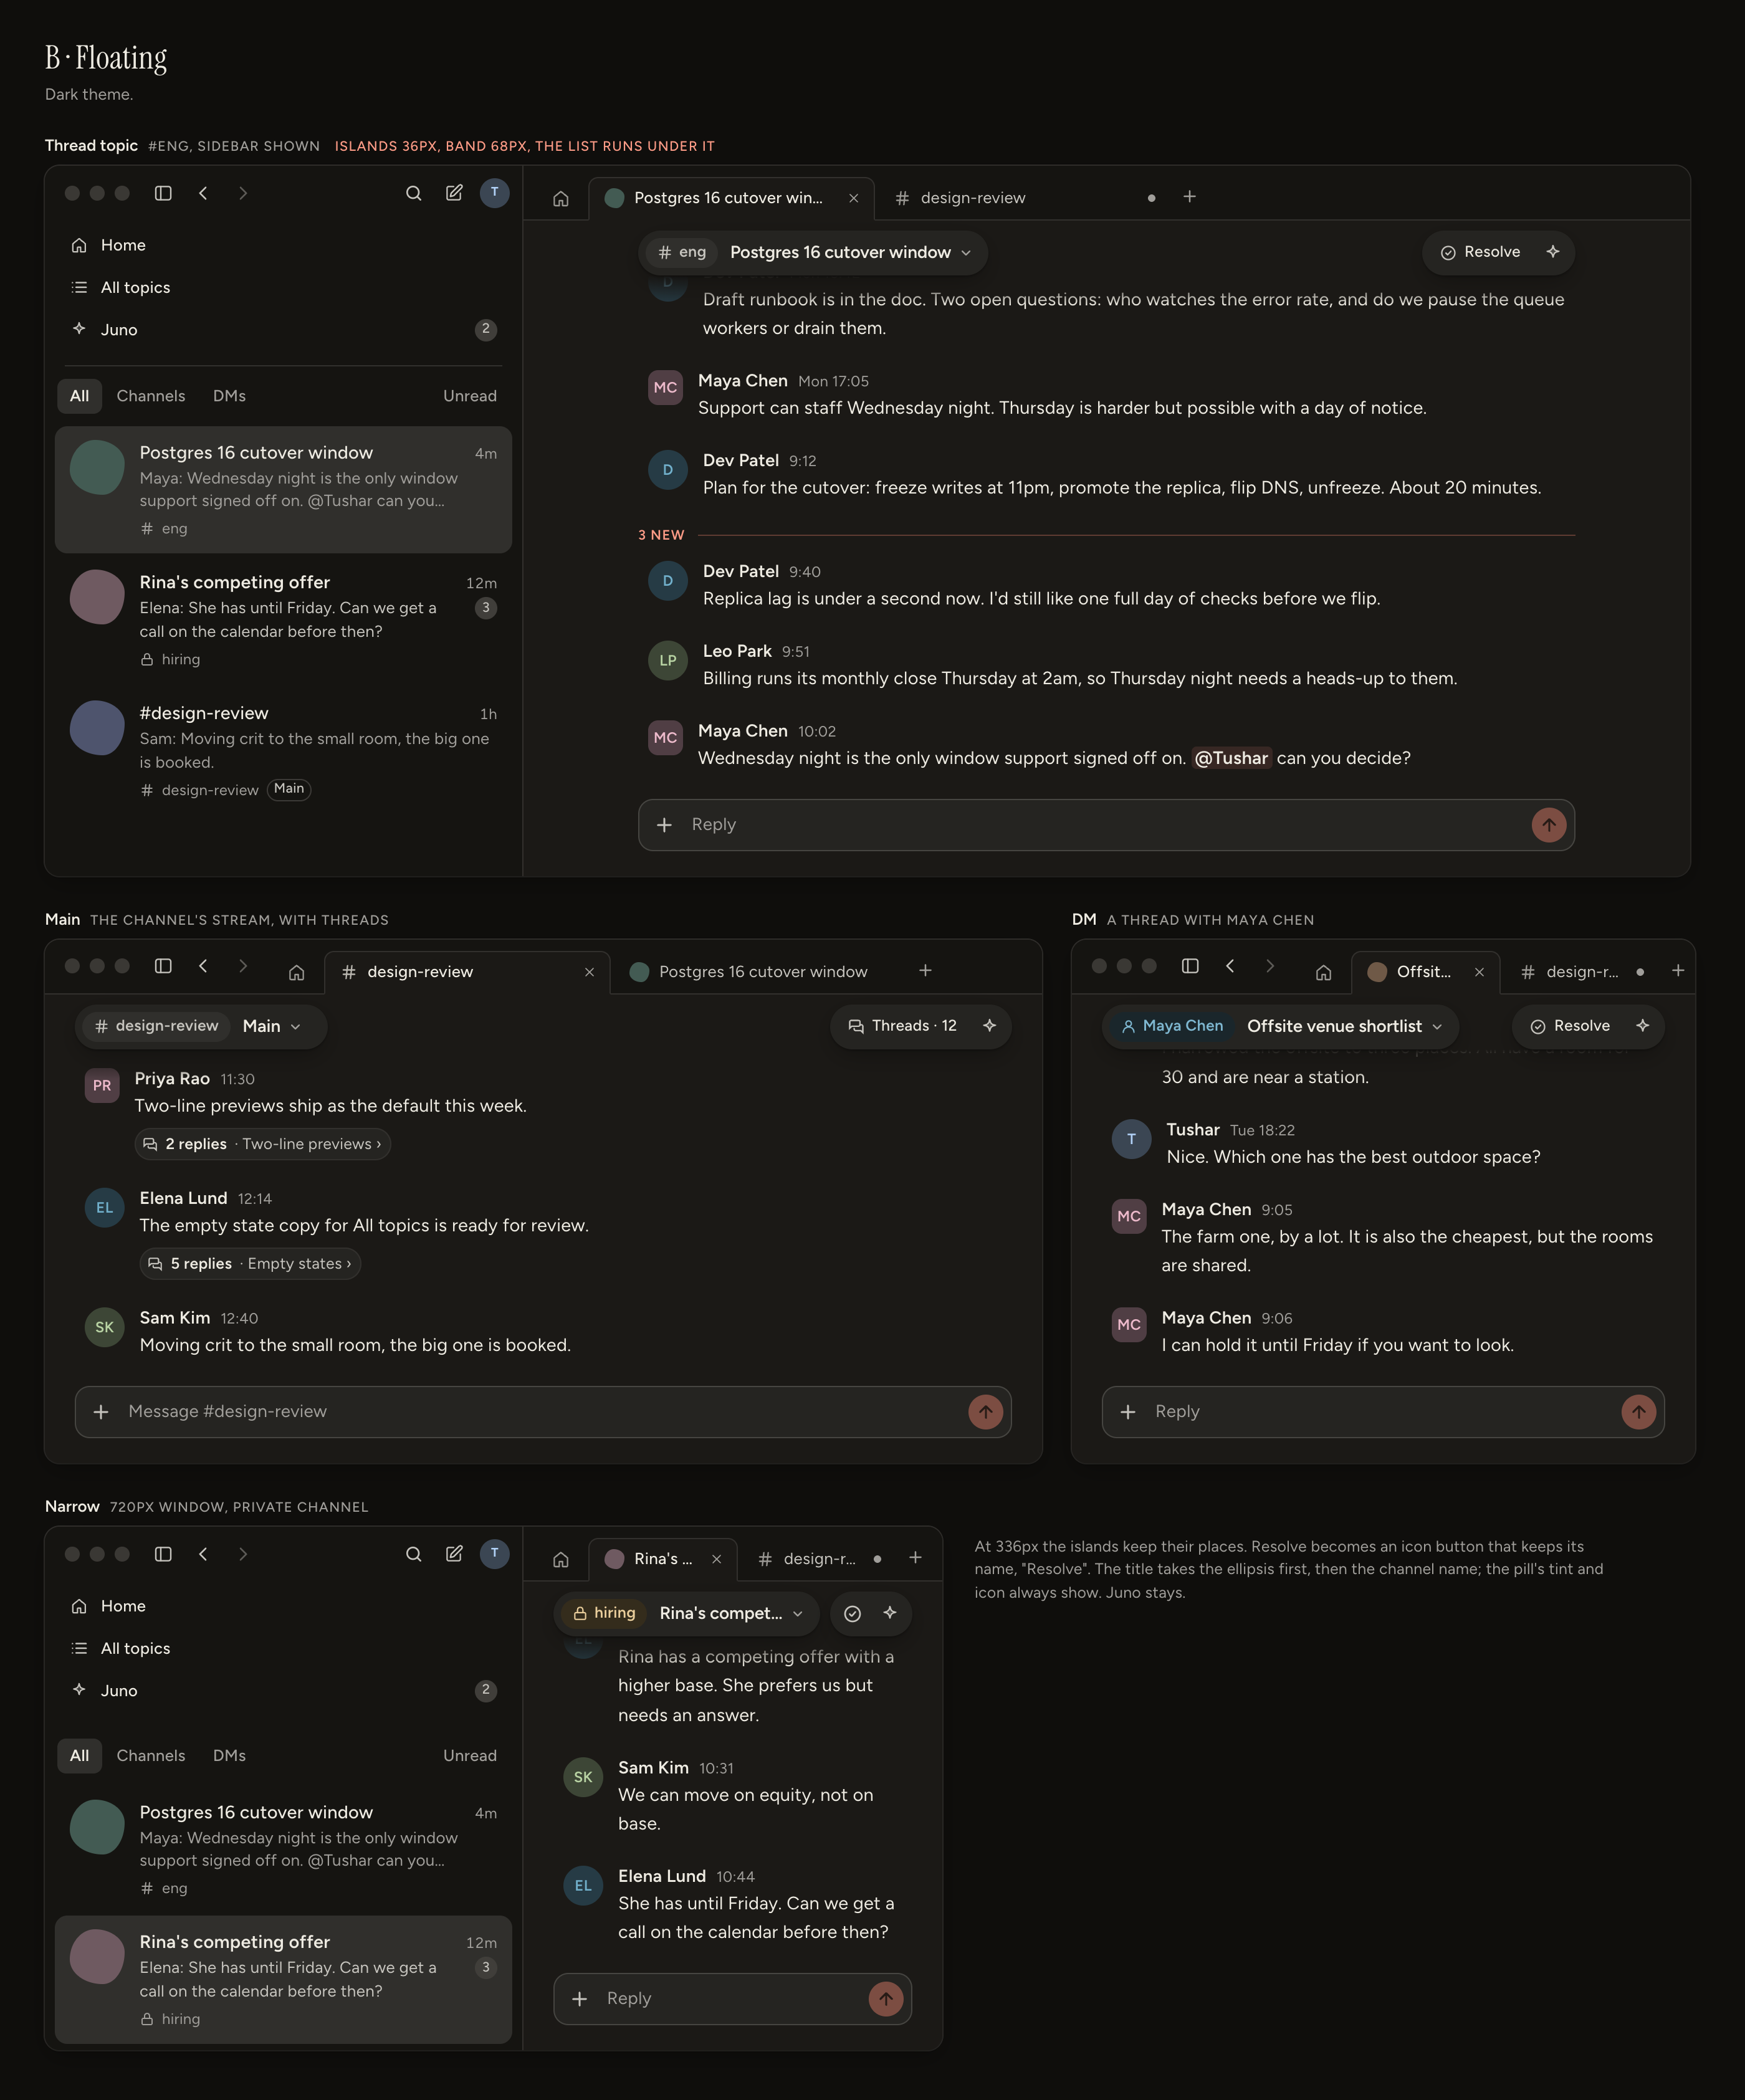 B · Floating
Dark theme.
Thread topic #ENG, SIDEBAR SHOWN ISLANDS 36PX, BAND 68PX, THE LIST RUNS UNDER IT
T
Home
All topics
Juno 2
All Channels DMs Unread
Postgres 16 cutover window 4m
Maya: Wednesday night is the only window
support signed off on. @Tushar can you...
# eng
Rina's competing offer 12m
Elena: She has until Friday. Can we get a 3
call on the calendar before then?
hiring
#design-review 1h
Sam: Moving crit to the small room, the big one
is booked.
# design-review Main
Postgres 16 cutover win... # design-review
# eng Postgres 16 cutover window Resolve
D
Draft runbook is in the doc. Two open questions: who watches the error rate, and do we pause the queue
workers or drain them.
MC Maya Chen Mon 17:05
Support can staff Wednesday night. Thursday is harder but possible with a day of notice.
D Dev Patel 9:12
Plan for the cutover: freeze writes at 11pm, promote the replica, flip DNS, unfreeze. About 20 minutes.
3 NEW
D Dev Patel 9:40
Replica lag is under a second now. I'd still like one full day of checks before we flip.
LP Leo Park 9:51
Billing runs its monthly close Thursday at 2am, so Thursday night needs a heads-up to them.
MC Maya Chen 10:02
Wednesday night is the only window support signed off on. @Tushar can you decide?
Reply
Main THE CHANNEL'S STREAM, WITH THREADS
# design-review Postgres 16 cutover window
# design-review Main Threads · 12
PR Priya Rao 11:30
Two-line previews ship as the default this week.
2 replies · Two-line previews ›
EL Elena Lund 12:14
The empty state copy for All topics is ready for review.
5 replies · Empty states ›
SK Sam Kim 12:40
Moving crit to the small room, the big one is booked.
Message #design-review
DM A THREAD WITH MAYA CHEN
Offsit... # design-r...
Maya Chen Offsite venue shortlist Resolve
30 and are near a station.
T Tushar Tue 18:22
Nice. Which one has the best outdoor space?
MC Maya Chen 9:05
The farm one, by a lot. It is also the cheapest, but the rooms
are shared.
MC Maya Chen 9:06
I can hold it until Friday if you want to look.
Reply
Narrow 720PX WINDOW, PRIVATE CHANNEL
T
Home
All topics
Juno 2
All Channels DMs Unread
Postgres 16 cutover window 4m
Maya: Wednesday night is the only window
support signed off on. @Tushar can you...
# eng
Rina's competing offer 12m
Elena: She has until Friday. Can we get a 3
call on the calendar before then?
hiring
Rina's ... # design-r...
hiring Rina's compet...
EL
Rina has a competing offer with a
higher base. She prefers us but
needs an answer.
SK Sam Kim 10:31
We can move on equity, not on
base.
EL Elena Lund 10:44
She has until Friday. Can we get a
call on the calendar before then?
Reply
At 336px the islands keep their places. Resolve becomes an icon button that keeps its
name, "Resolve". The title takes the ellipsis first, then the channel name; the pill's tint and
icon always show. Juno stays.